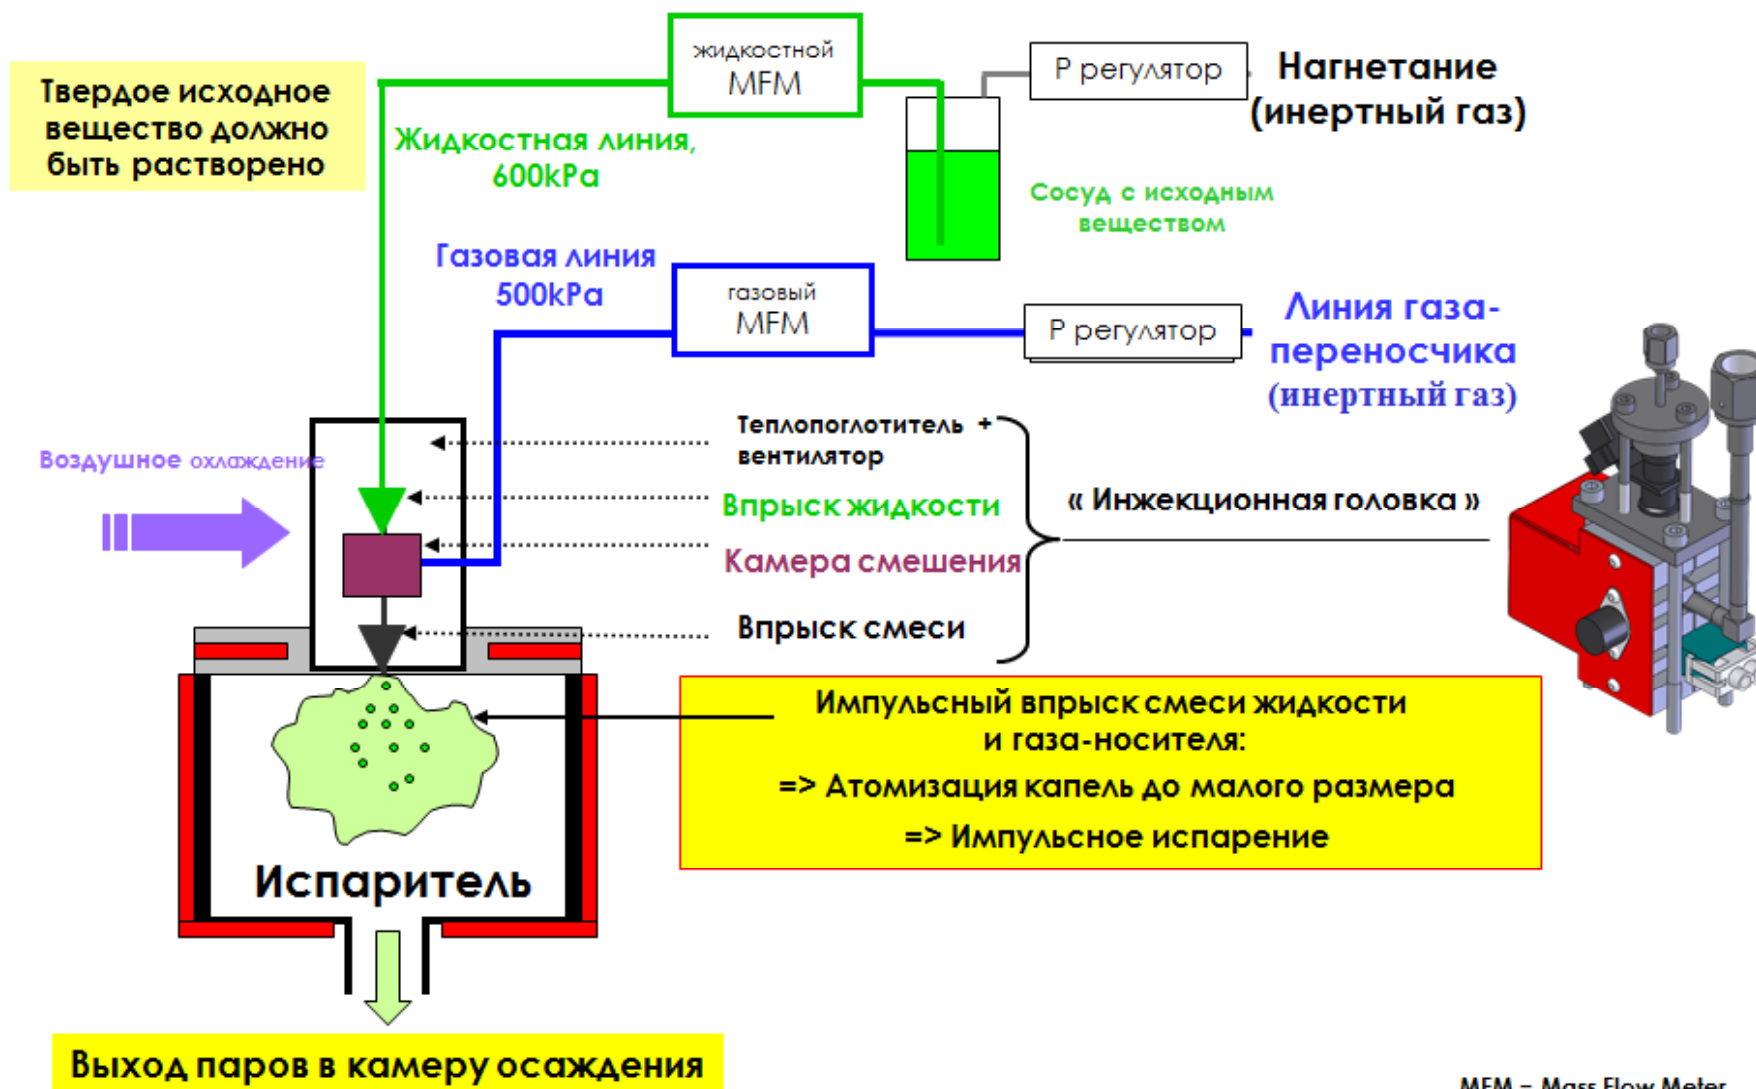 жидкостной
MFM
Р регулятор
Нагнетание
(инертный газ)
Твердое исходное
вещество должно
быть растворено
Жидкостная линия,
600kPa
Сосуд с исходным
веществом
Газовая линия
500kPa
газовый
MFM
Р регулятор
Линия газа-
переносчика
(инертный газ)
Теплопоглотитель +
вентилятор
Воздушное охлаждение
Впрыск жидкости
« Инжекционная головка »
Камера смешения
Впрыск смеси
Импульсный впрыск смеси жидкости
и газа-носителя:
=> Атомизация капель до малого размера
=> Импульсное испарение
Испаритель
Выход паров в камеру осаждения
MFM = Mass Flow Meter